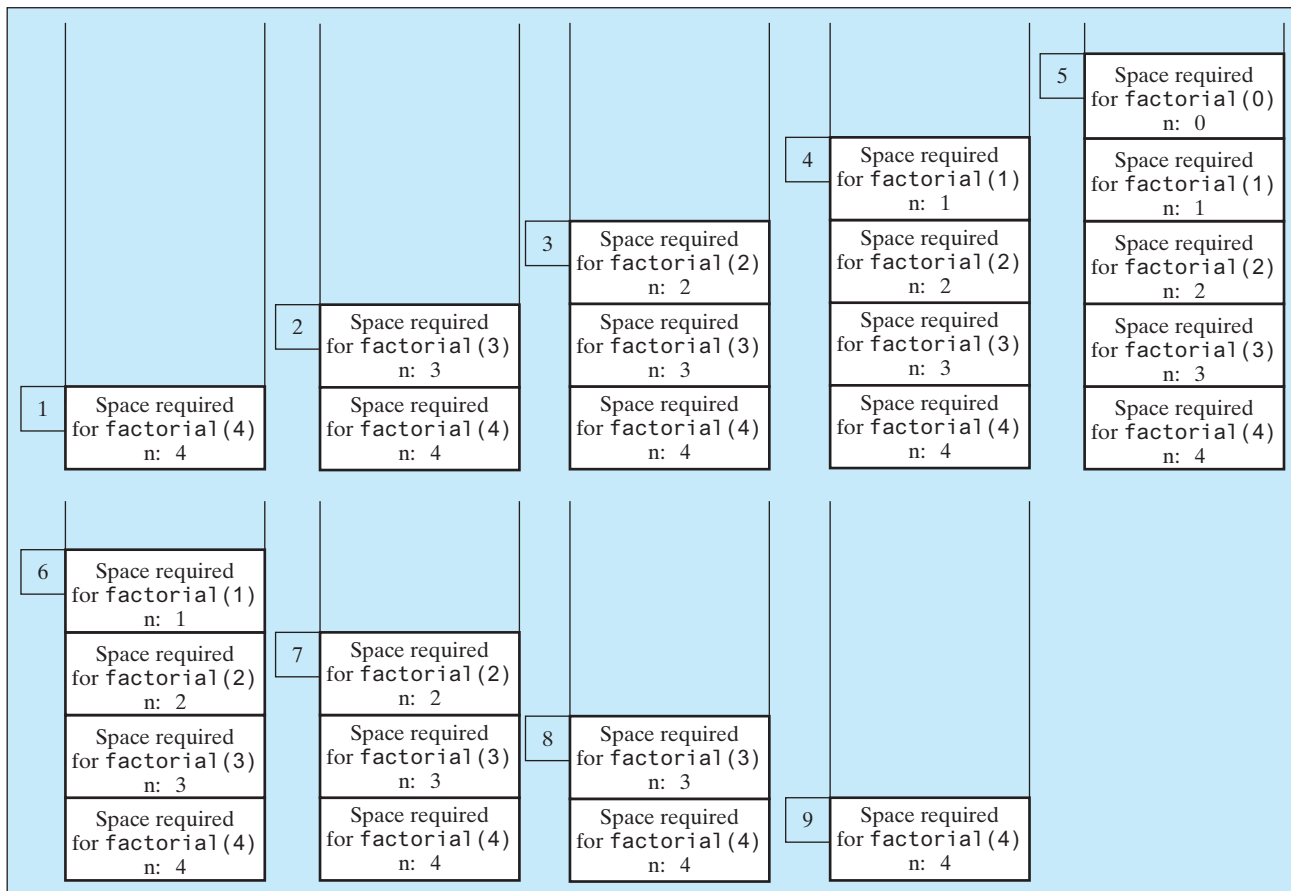 1
Space required
for factorial(4)
n: 4
2
Space required
for factorial(3)
n: 3
Space required
for factorial(4)
n: 4
3
Space required
for factorial(2)
n: 2
Space required
for factorial(3)
n: 3
Space required
for factorial(4)
n: 4
4
Space required
for factorial(1)
n: 1
Space required
for factorial(2)
n: 2
Space required
for factorial(3)
n: 3
Space required
for factorial(4)
n: 4
5
Space required
for factorial(0)
n: 0
Space required
for factorial(1)
n: 1
Space required
for factorial(2)
n: 2
Space required
for factorial(3)
n: 3
Space required
for factorial(4)
n: 4
6
Space required
for factorial(1)
n: 1
Space required
for factorial(2)
n: 2
Space required
for factorial(3)
n: 3
Space required
for factorial(4)
n: 4
7
Space required
for factorial(2)
n: 2
Space required
for factorial(3)
n: 3
Space required
for factorial(4)
n: 4
8
Space required
for factorial(3)
n: 3
Space required
for factorial(4)
n: 4
9
Space required
for factorial(4)
n: 4